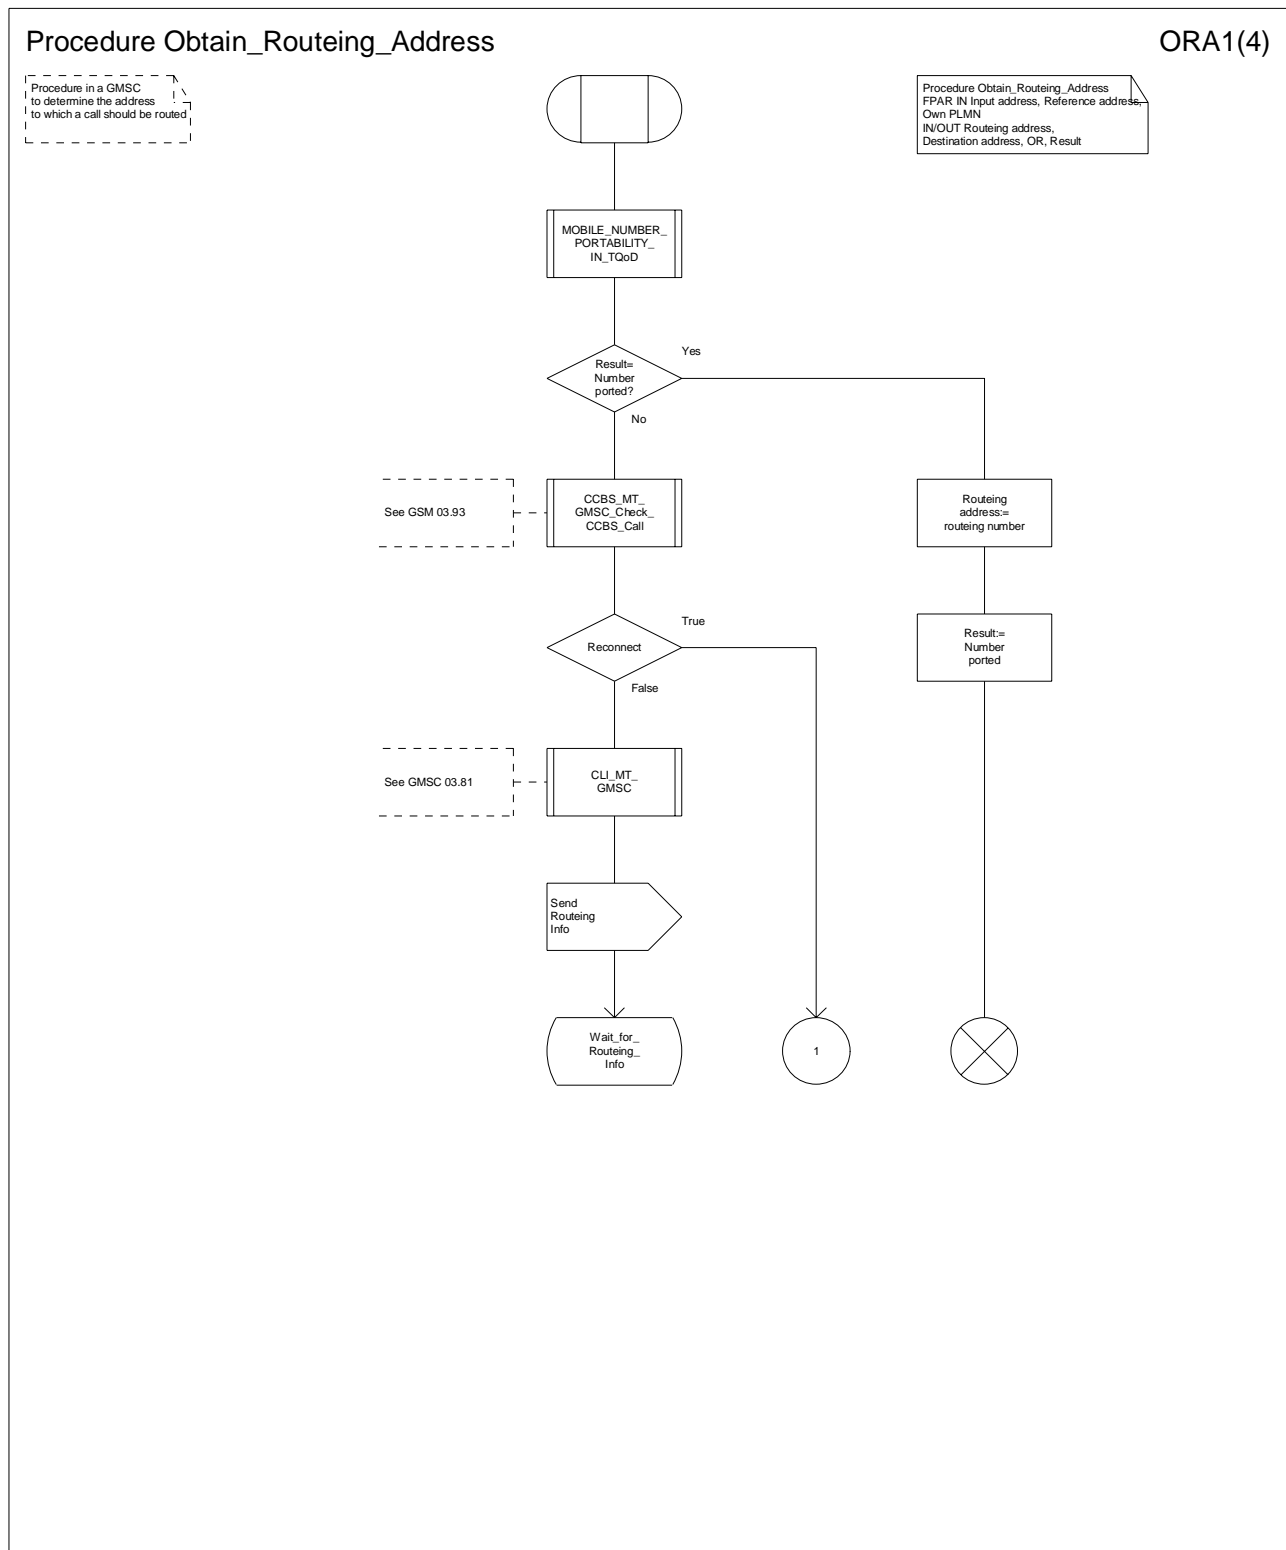 Procedure Obtain_Routeing_Address
ORA1(4)
Procedure in a GMSC
to determine the address
to which a call should be routed
Procedure Obtain_Routeing_Address
FPAR IN Input address, Reference address,
Own PLMN
IN/OUT Routeing address,
Destination address, OR, Result
MOBILE_NUMBER_
PORTABILITY_
IN_TQoD
Result=
Number
ported?
Yes
No
See GSM 03.93
CCBS_MT_
GMSC_Check_
CCBS_Call
Routeing
address:=
routeing number
Reconnect
True
False
Result:=
Number
ported
See GMSC 03.81
CLI_MT_
GMSC
Send
Routeing
Info
Wait_for_
Routeing_
Info
1